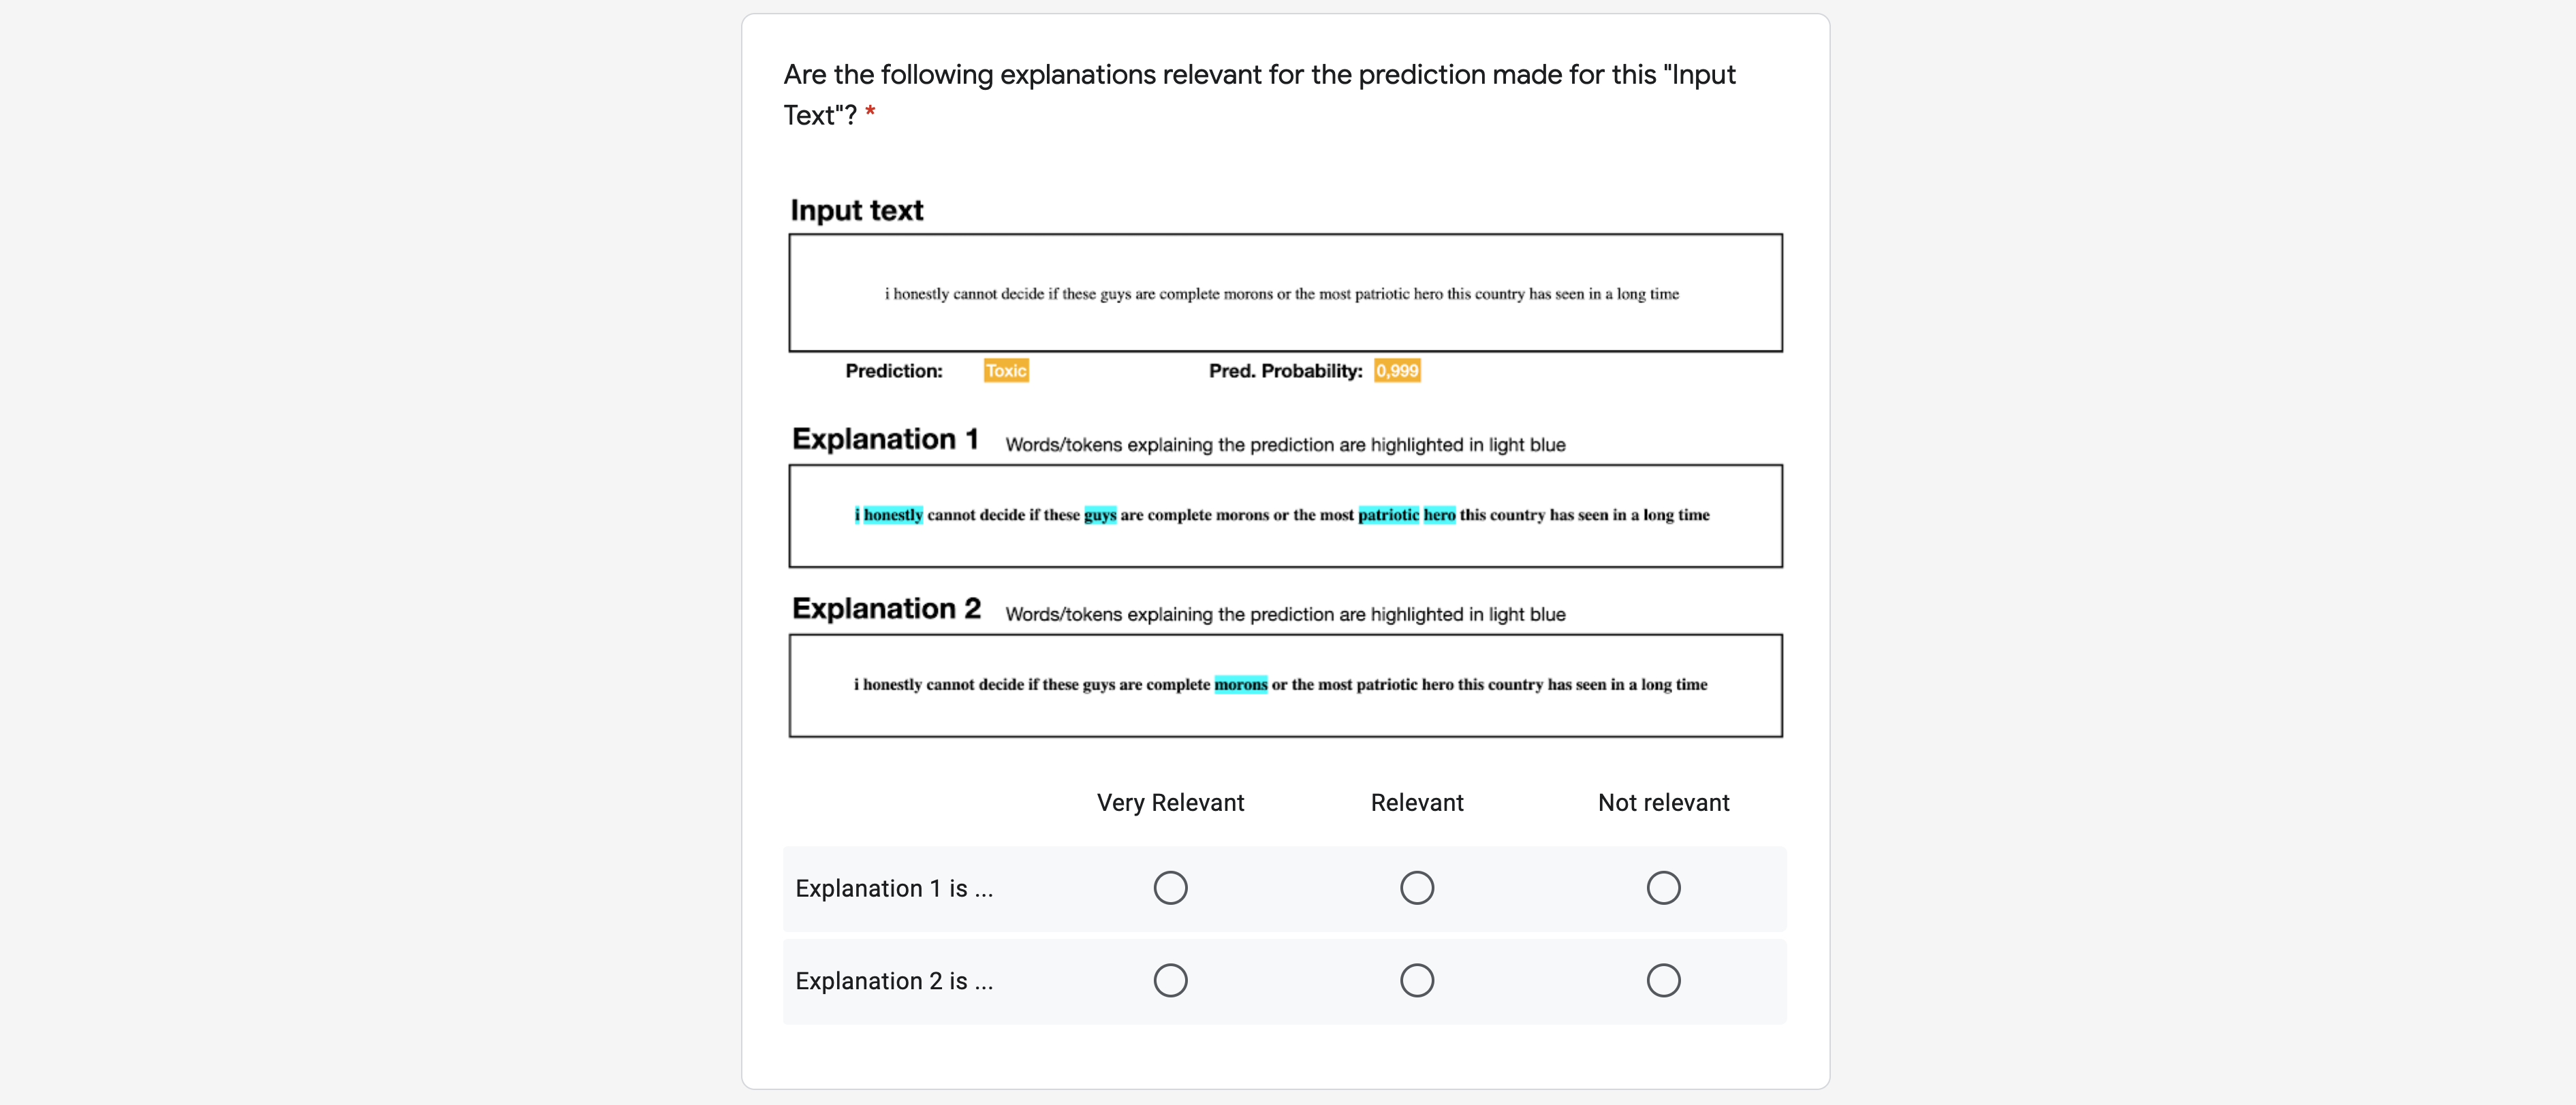 Are the following explanations relevant for the prediction made for this "Input
Text"? *
Input text
i honestly cannot decide if these guys are complete morons or the most patriotic hero this country has seen in a long time
Prediction: Toxic Pred. Probability: 0,999
Explanation 1 Words/tokens explaining the prediction are highlighted in light blue
i honestly cannot decide if these guys are complete morons or the most patriotic hero this country has seen in a long time
Explanation 2 Words/tokens explaining the prediction are highlighted in light blue
i honestly cannot decide if these guys are complete morons or the most patriotic hero this country has seen in a long time
Very Relevant Relevant Not relevant
Explanation 1 is ...
Explanation 2 is ...